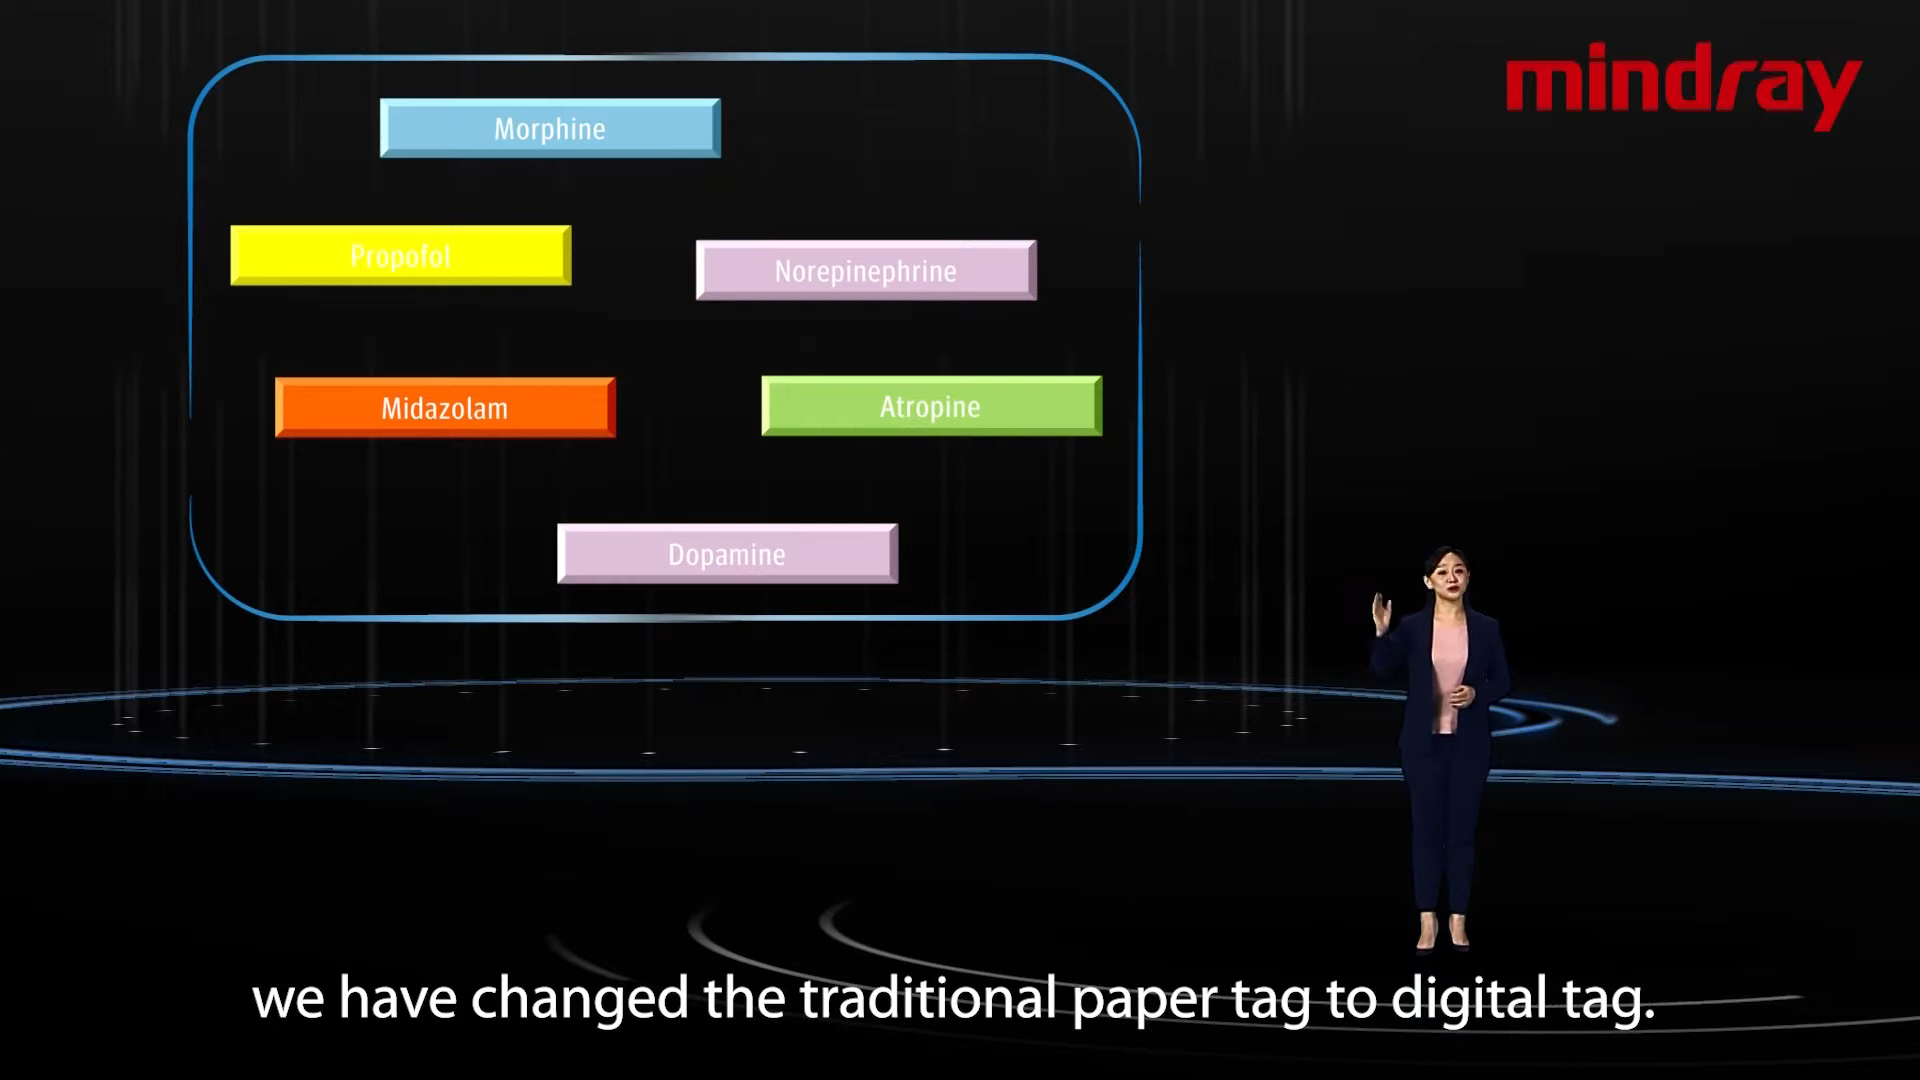 mindray
Morphine
Propofol
Norepinephrine
Midazolam
Atropine
Dopamine
we have changed the traditional paper tag to digital tag.